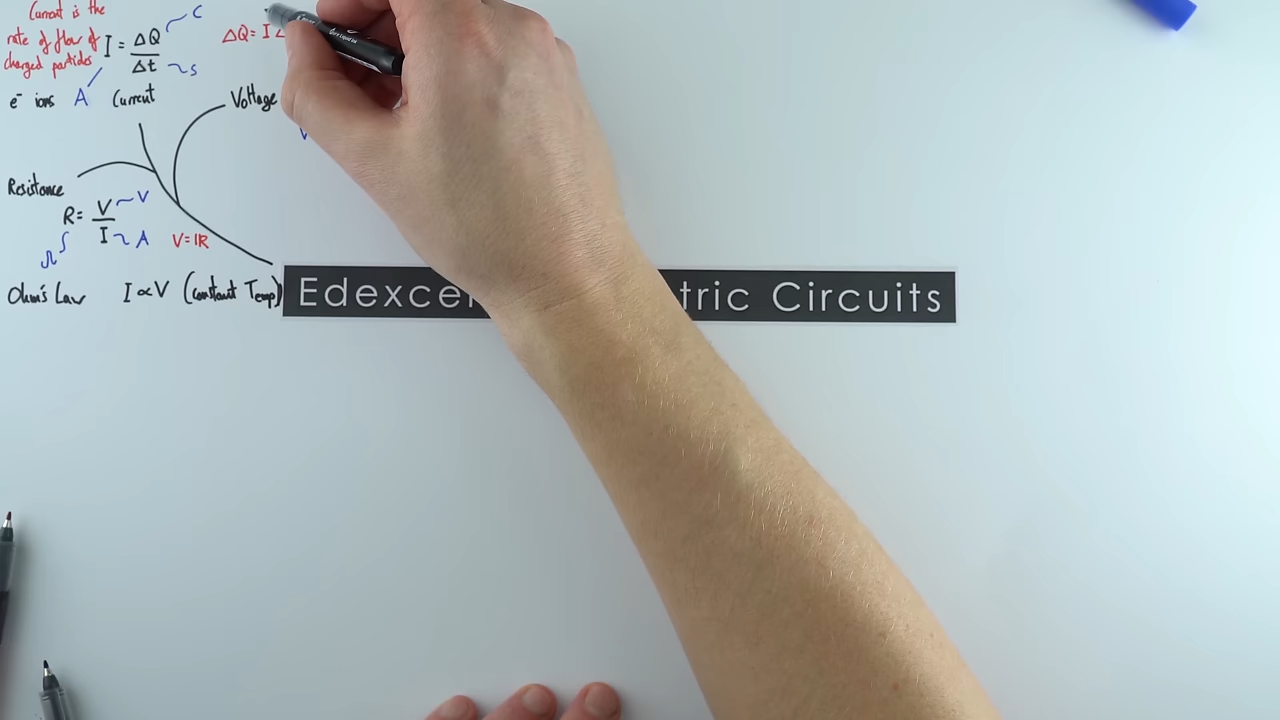 Current is the
rate of flow of
charged particles
I = ΔQ
Δt
C
s
A
ΔQ = I
e⁻ ions
Current
Voltage
V
Resistance
R = V
I
V
A
Ω
V = IR
Ohm's Law I ∝ V (constant Temp)
Edexce tric Circuits